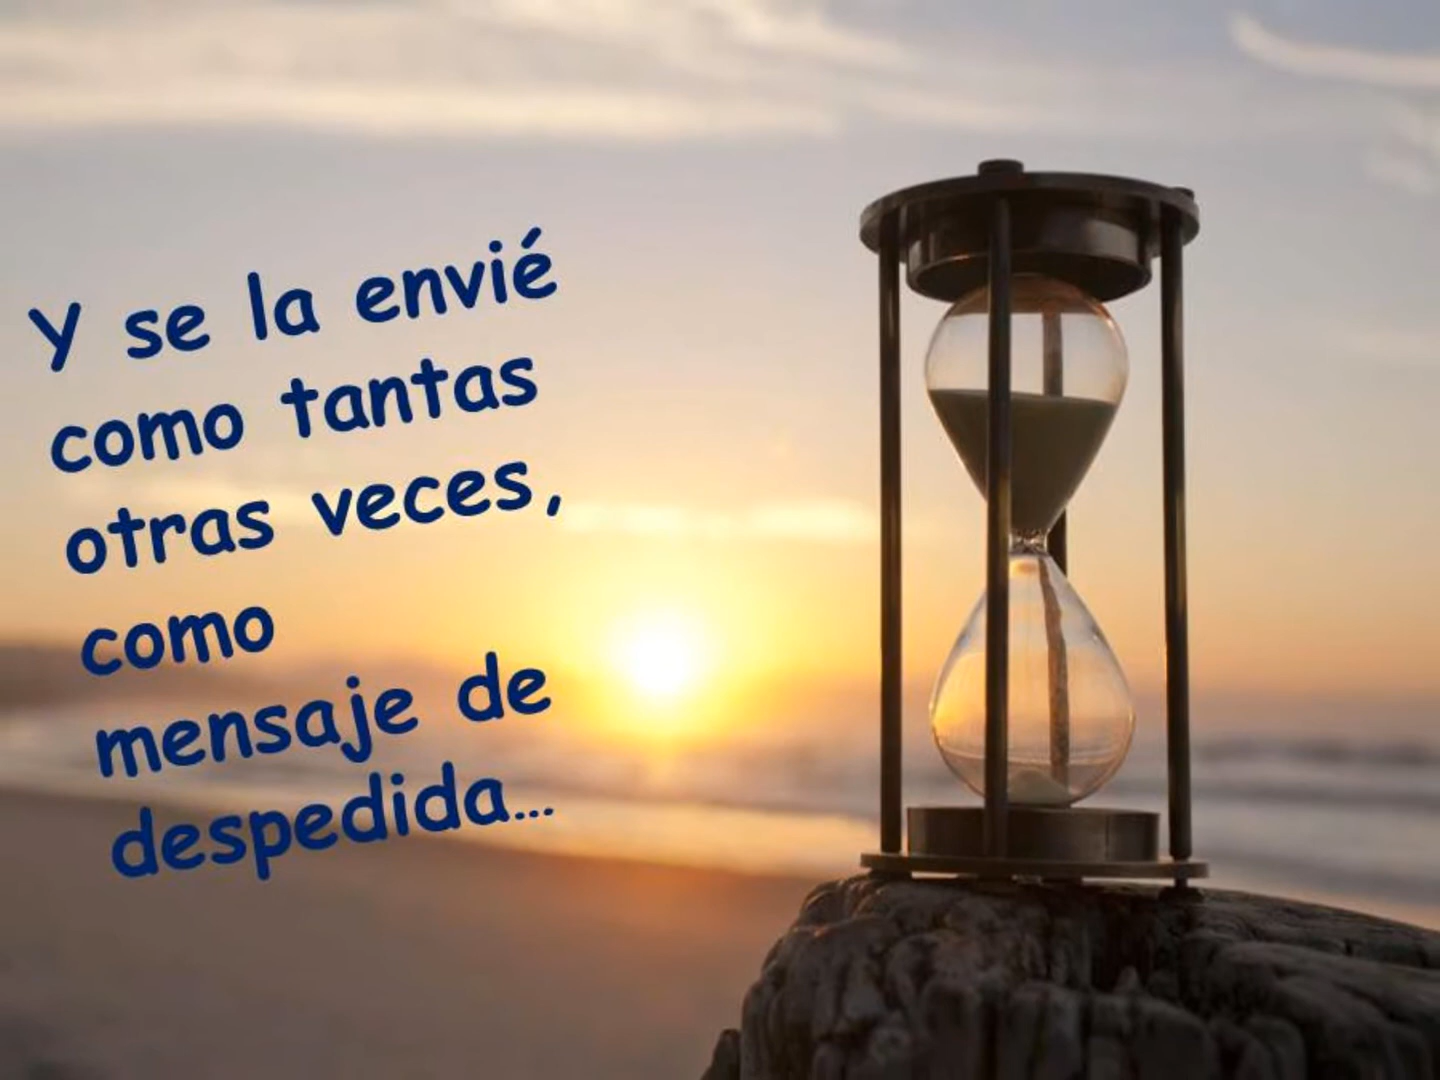 Y se la envié
como tantas
otras veces,
como
mensaje de
despedida...